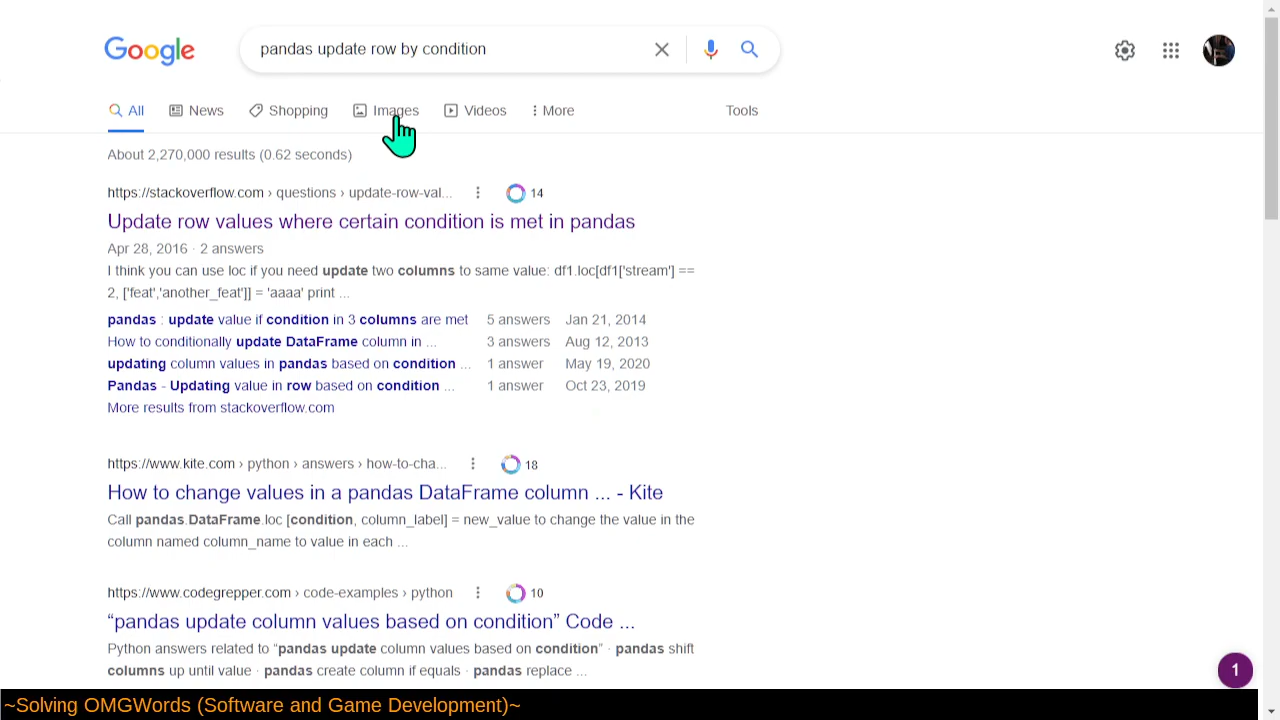 Google
pandas update row by condition
All News Shopping Images Videos More Tools
About 2,270,000 results (0.62 seconds)
https://stackoverflow.com › questions › update-row-val... 14
Update row values where certain condition is met in pandas
Apr 28, 2016 · 2 answers
I think you can use loc if you need update two columns to same value: df1.loc[df1['stream'] ==
2, ['feat','another_feat']] = 'aaaa' print ...
pandas : update value if condition in 3 columns are met 5 answers Jan 21, 2014
How to conditionally update DataFrame column in ... 3 answers Aug 12, 2013
updating column values in pandas based on condition ... 1 answer May 19, 2020
Pandas - Updating value in row based on condition ... 1 answer Oct 23, 2019
More results from stackoverflow.com
https://www.kite.com › python › answers › how-to-cha... 18
How to change values in a pandas DataFrame column ... - Kite
Call pandas.DataFrame.loc [condition, column_label] = new_value to change the value in the
column named column_name to value in each ...
https://www.codegrepper.com › code-examples › python 10
“pandas update column values based on condition” Code ...
Python answers related to “pandas update column values based on condition” · pandas shift
columns up until value · pandas create column if equals · pandas replace ...
1
~Solving OMGWords (Software and Game Development)~